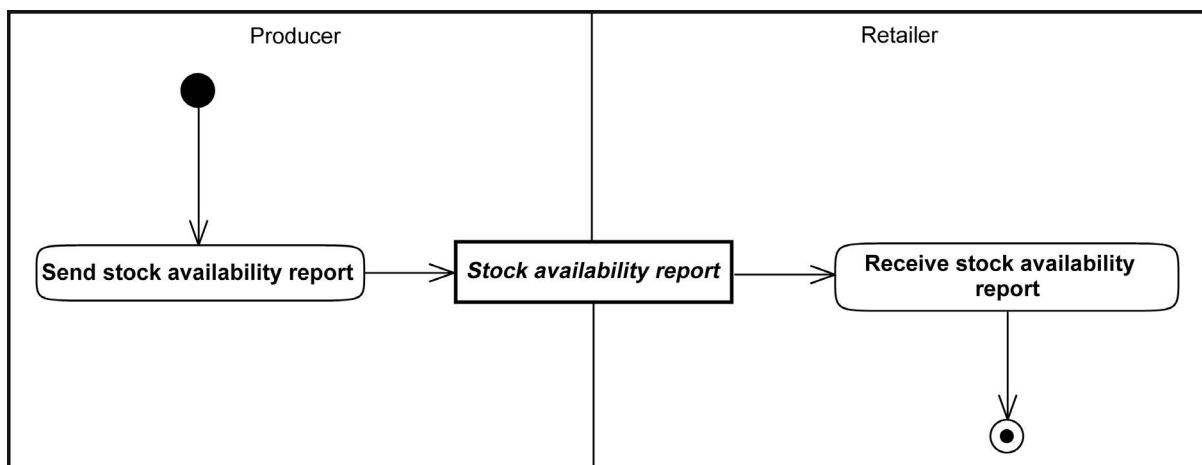 Producer
Retailer
Send stock availability report
Stock availability report
Receive stock availability
report